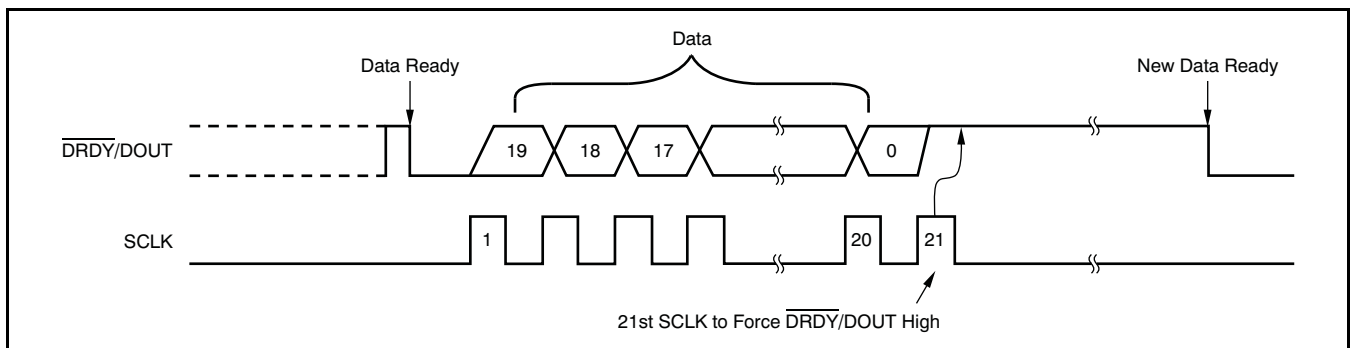 Data
Data Ready
New Data Ready
DRDY/DOUT
19
18
17
0
SCLK
1
20
21
21st SCLK to Force DRDY/DOUT High